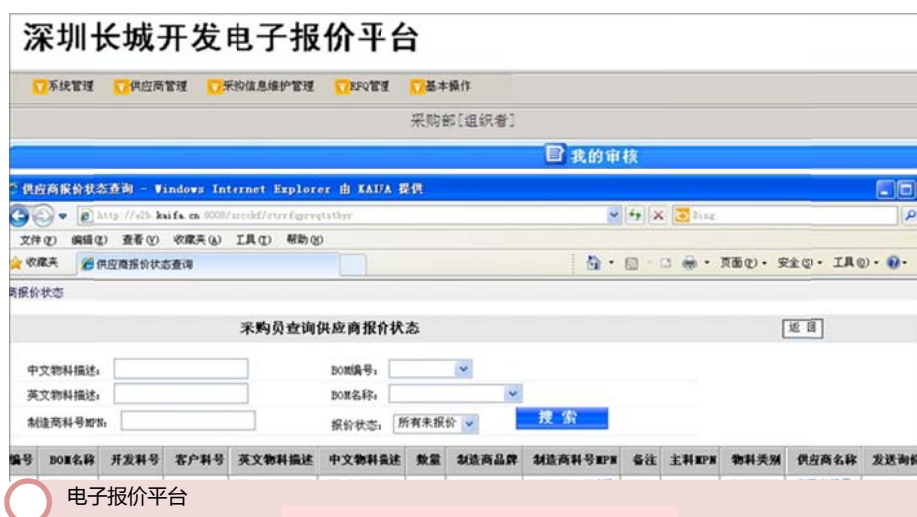 深圳长城开发电子报价平台
系统管理 供应商管理 采购信息维护管理 RFQ管理 基本操作
采购部[组织者]
我的审核
供应商报价状态查询 - Windows Internet Explorer 由 KAIFA 提供
kaifa.cn
Bing
文件(F) 编辑(E) 查看(V) 收藏夹(A) 工具(T) 帮助(H)
收藏夹 供应商报价状态查询 页面(P) 安全(S) 工具(O)
商报价状态
采购员查询供应商报价状态 返回
中文物料描述: BOM编号:
英文物料描述: BOM名称:
制造商料号MPN: 报价状态: 所有未报价 搜索
编号 BOM名称 开发料号 客户料号 英文物料描述 中文物料描述 数量 制造商品牌 制造商料号MPN 备注 主料MPN 物料类别 供应商名称 发送询价
电子报价平台